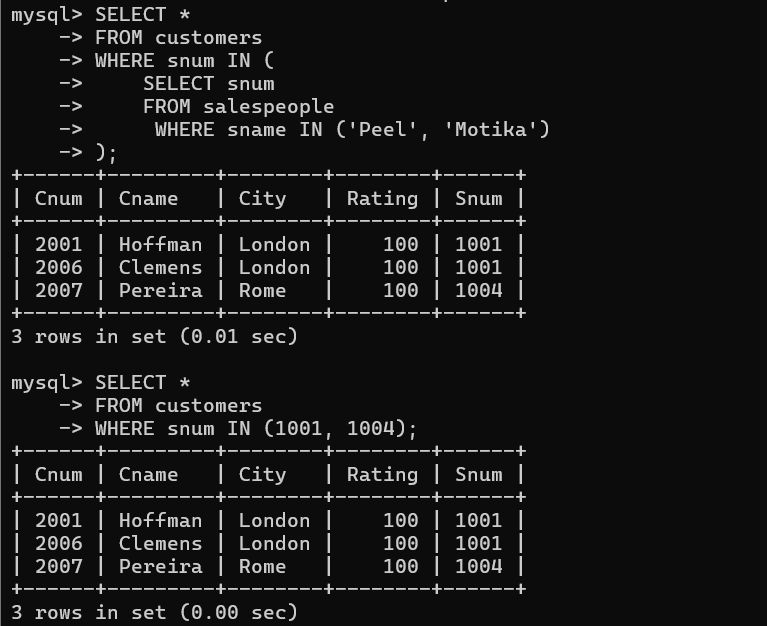 mysql> SELECT *
    -> FROM customers
    -> WHERE snum IN (
    ->     SELECT snum
    ->     FROM salespeople
    ->      WHERE sname IN ('Peel', 'Motika')
    -> );
+------+---------+--------+--------+------+
| Cnum | Cname   | City   | Rating | Snum |
+------+---------+--------+--------+------+
| 2001 | Hoffman | London |    100 | 1001 |
| 2006 | Clemens | London |    100 | 1001 |
| 2007 | Pereira | Rome   |    100 | 1004 |
+------+---------+--------+--------+------+
3 rows in set (0.01 sec)

mysql> SELECT *
    -> FROM customers
    -> WHERE snum IN (1001, 1004);
+------+---------+--------+--------+------+
| Cnum | Cname   | City   | Rating | Snum |
+------+---------+--------+--------+------+
| 2001 | Hoffman | London |    100 | 1001 |
| 2006 | Clemens | London |    100 | 1001 |
| 2007 | Pereira | Rome   |    100 | 1004 |
+------+---------+--------+--------+------+
3 rows in set (0.00 sec)